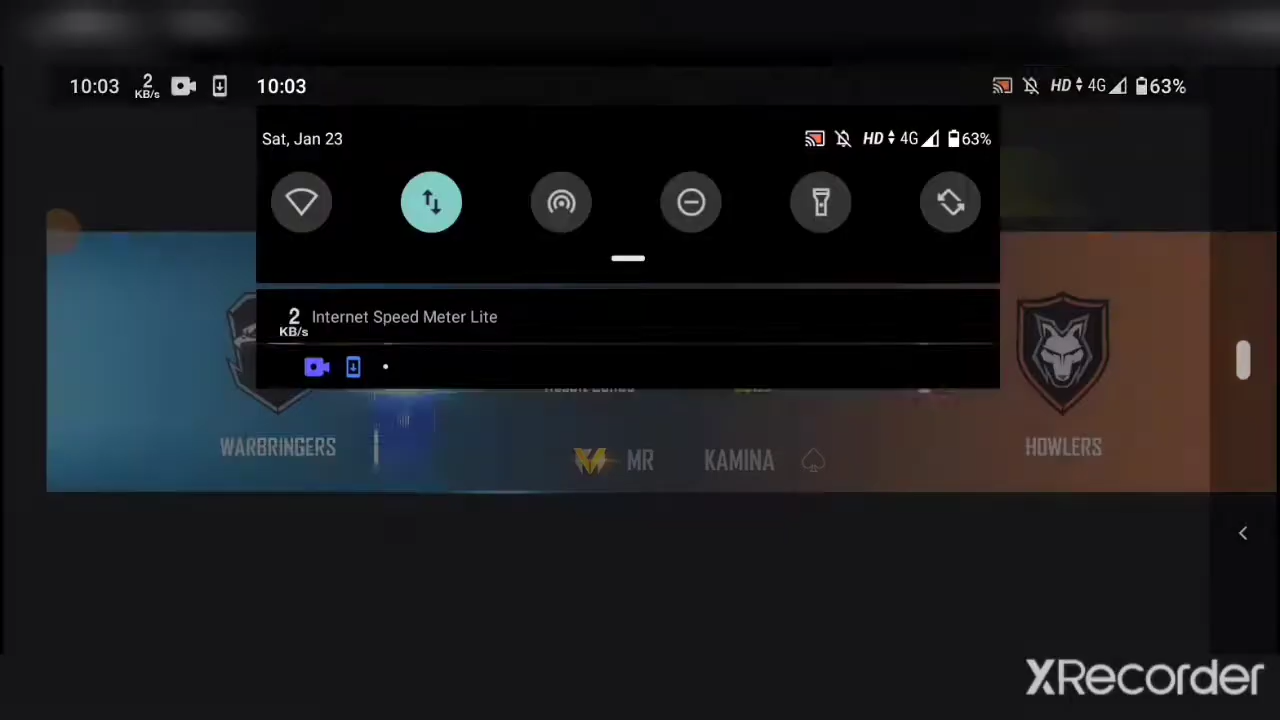 10:03 2 KB/s 10:03 HD 4G 63%
Sat, Jan 23 HD 4G 63%
2 KB/s Internet Speed Meter Lite
WARBRINGERS HOWLERS
MR KAMINA
XRecorder